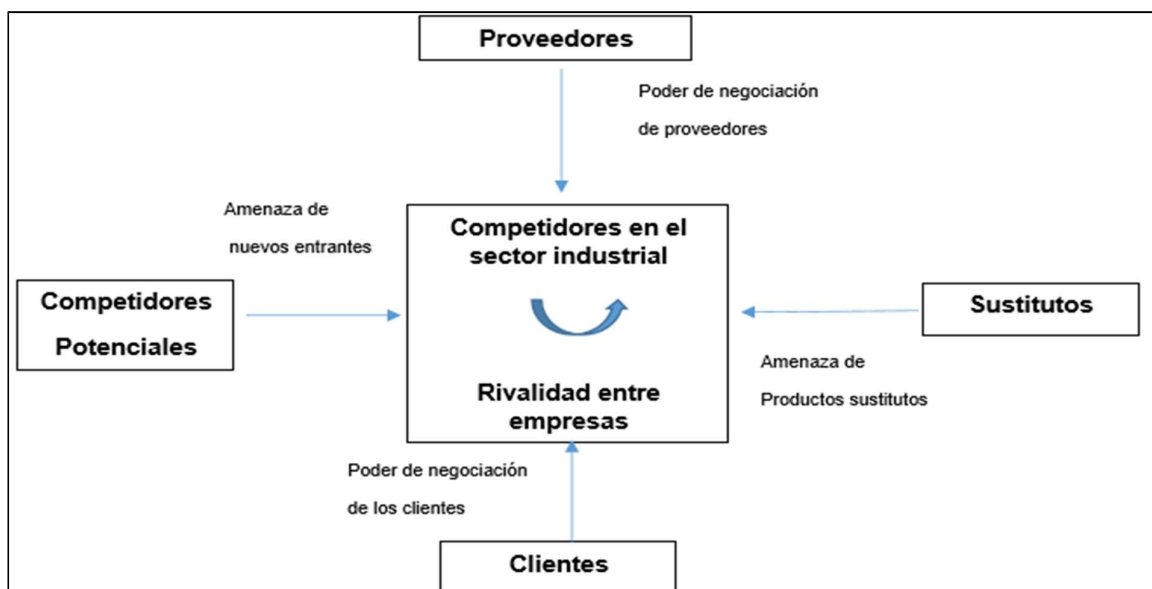 Proveedores
Poder de negociación
de proveedores
Amenaza de
nuevos entrantes
Competidores en el
sector industrial
Competidores
Potenciales
Sustitutos
Amenaza de
Productos sustitutos
Rivalidad entre
empresas
Poder de negociación
de los clientes
Clientes